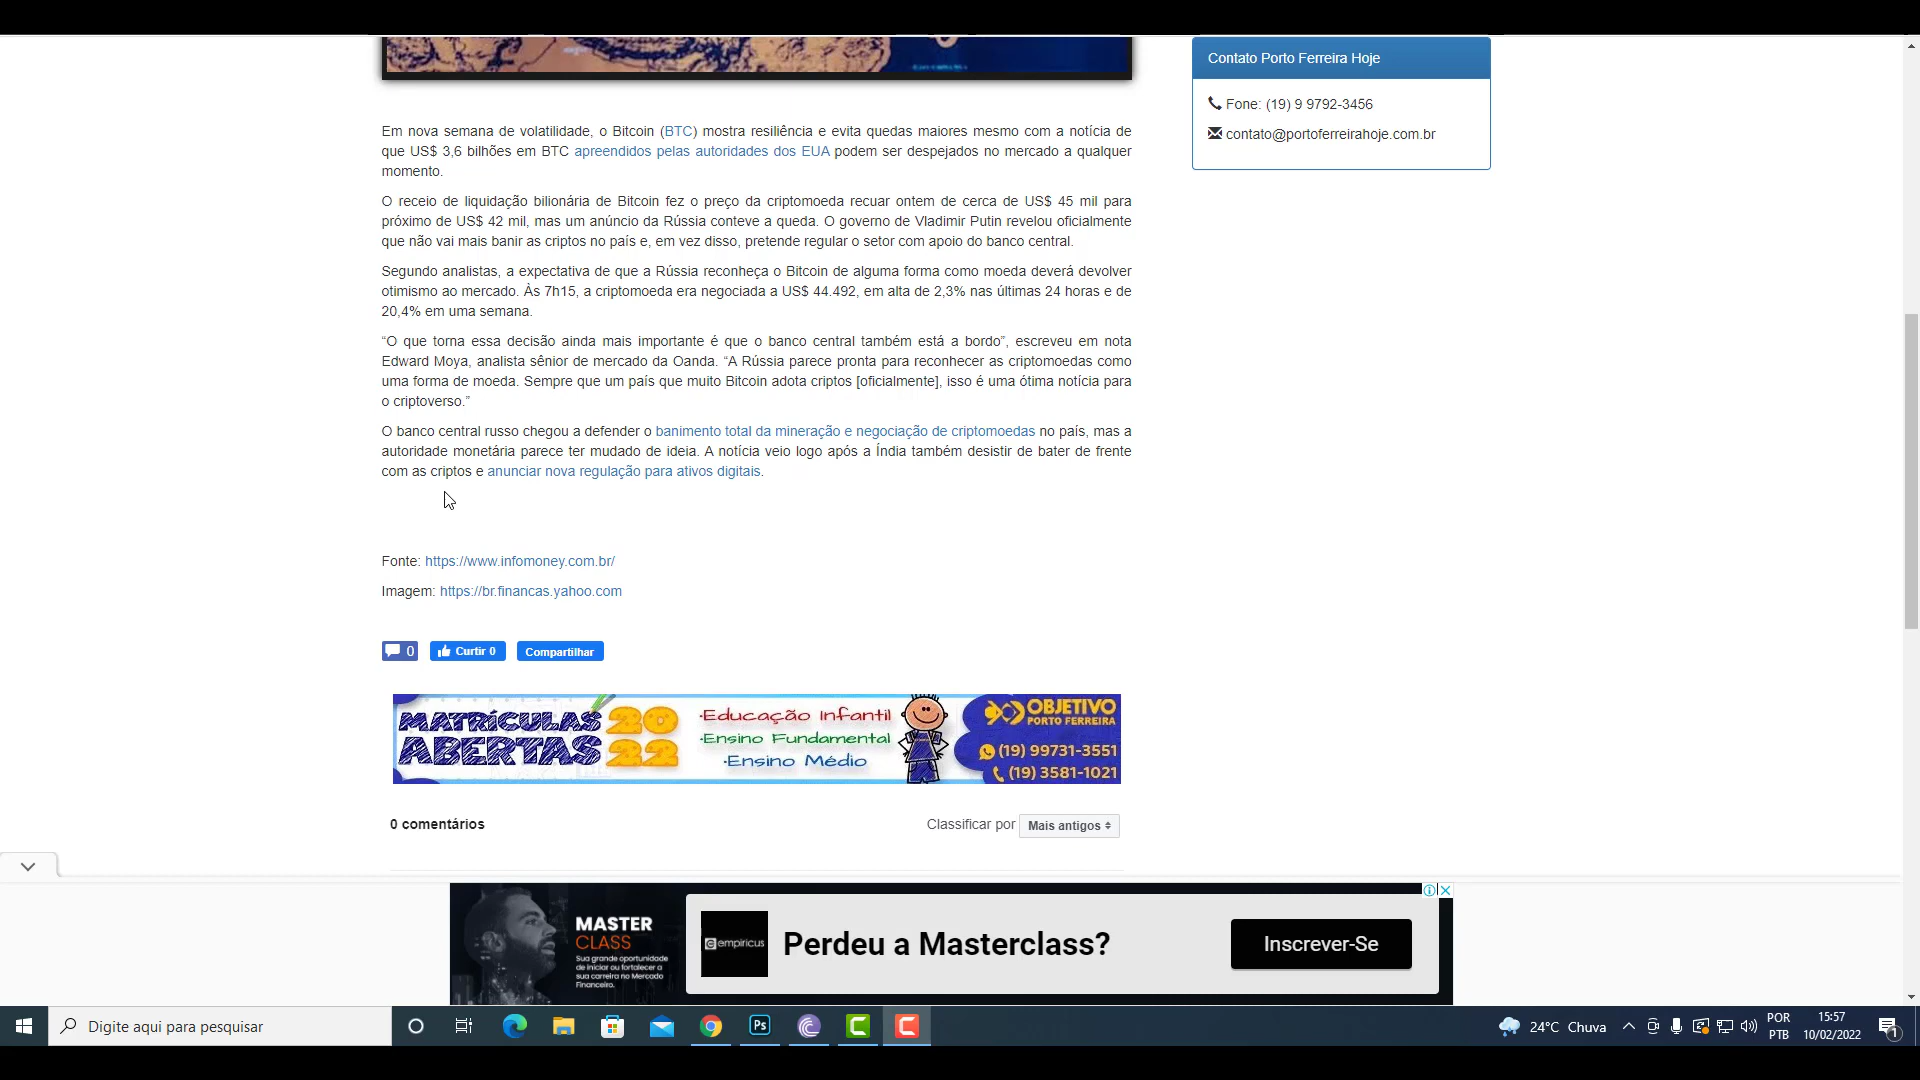 Contato Porto Ferreira Hoje
Fone: (19) 9 9792-3456
contato@portoferreirahoje.com.br
Em nova semana de volatilidade, o Bitcoin (BTC) mostra resiliência e evita quedas maiores mesmo com a notícia de
que US$ 3,6 bilhões em BTC apreendidos pelas autoridades dos EUA podem ser despejados no mercado a qualquer
momento.
O receio de liquidação bilionária de Bitcoin fez o preço da criptomoeda recuar ontem de cerca de US$ 45 mil para
próximo de US$ 42 mil, mas um anúncio da Rússia conteve a queda. O governo de Vladimir Putin revelou oficialmente
que não vai mais banir as criptos no país e, em vez disso, pretende regular o setor com apoio do banco central.
Segundo analistas, a expectativa de que a Rússia reconheça o Bitcoin de alguma forma como moeda deverá devolver
otimismo ao mercado. Às 7h15, a criptomoeda era negociada a US$ 44.492, em alta de 2,3% nas últimas 24 horas e de
20,4% em uma semana.
“O que torna essa decisão ainda mais importante é que o banco central também está a bordo”, escreveu em nota
Edward Moya, analista sênior de mercado da Oanda. “A Rússia parece pronta para reconhecer as criptomoedas como
uma forma de moeda. Sempre que um país que muito Bitcoin adota criptos [oficialmente], isso é uma ótima notícia para
o criptoverso.”
O banco central russo chegou a defender o banimento total da mineração e negociação de criptomoedas no país, mas a
autoridade monetária parece ter mudado de ideia. A notícia veio logo após a Índia também desistir de bater de frente
com as criptos e anunciar nova regulação para ativos digitais.
Fonte: https://www.infomoney.com.br/
Imagem: https://br.financas.yahoo.com
0
Curtir 0
Compartilhar
MATRÍCULAS
ABERTAS
20
22
·Educação Infantil
·Ensino Fundamental
·Ensino Médio
OBJETIVO
PORTO FERREIRA
(19) 99731-3551
(19) 3581-1021
0 comentários
Classificar por
Mais antigos
MASTER
CLASS
Sua grande oportunidade
de iniciar ou fortalecer a
sua carreira no Mercado
Financeiro.
empiricus
Perdeu a Masterclass?
Inscrever-Se
Digite aqui para pesquisar
Ps
24°C Chuva
POR
PTB
15:57
10/02/2022
1